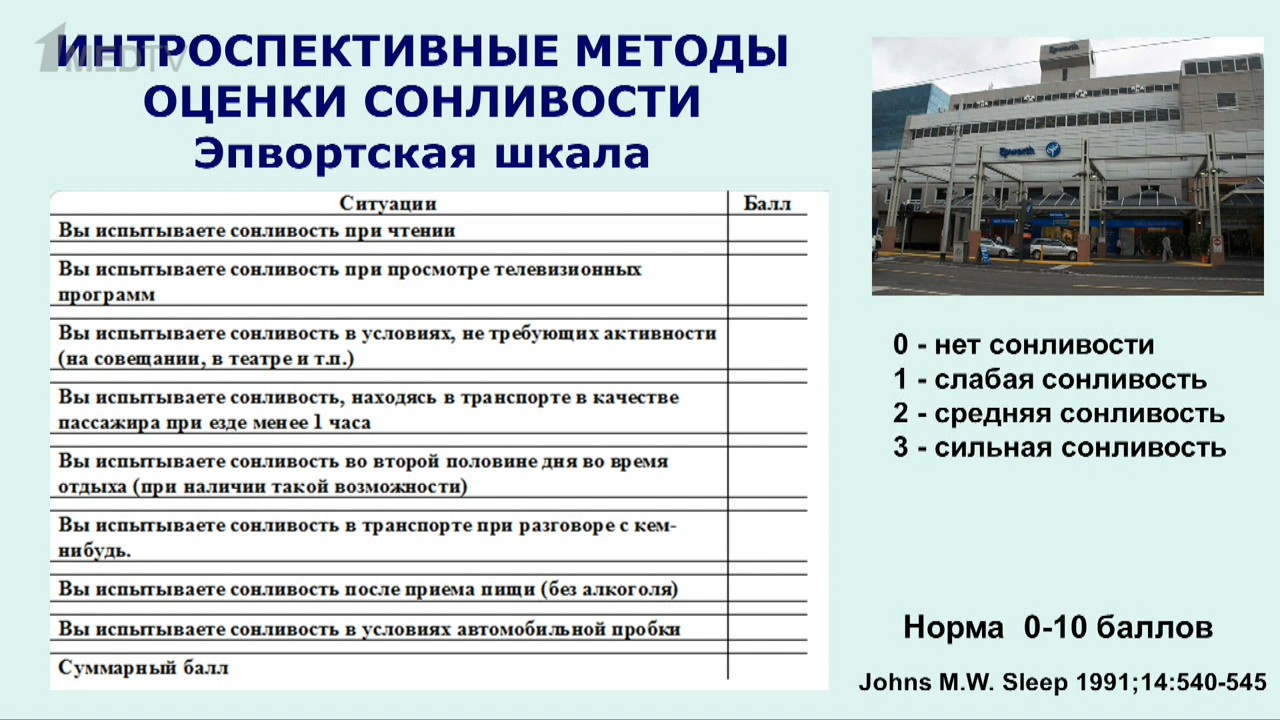 1MEDTV
ИНТРОСПЕКТИВНЫЕ МЕТОДЫ
ОЦЕНКИ СОНЛИВОСТИ
Эпвортская шкала
Ситуации Балл
Вы испытываете сонливость при чтении
Вы испытываете сонливость при просмотре телевизионных
программ
Вы испытываете сонливость в условиях, не требующих активности
(на совещании, в театре и т.п.)
Вы испытываете сонливость, находясь в транспорте в качестве
пассажира при езде менее 1 часа
Вы испытываете сонливость во второй половине дня во время
отдыха (при наличии такой возможности)
Вы испытываете сонливость в транспорте при разговоре с кем-
нибудь.
Вы испытываете сонливость после приема пищи (без алкоголя)
Вы испытываете сонливость в условиях автомобильной пробки
Суммарный балл
Epworth
Epworth
0 - нет сонливости
1 - слабая сонливость
2 - средняя сонливость
3 - сильная сонливость
Норма 0-10 баллов
Johns M.W. Sleep 1991;14:540-545